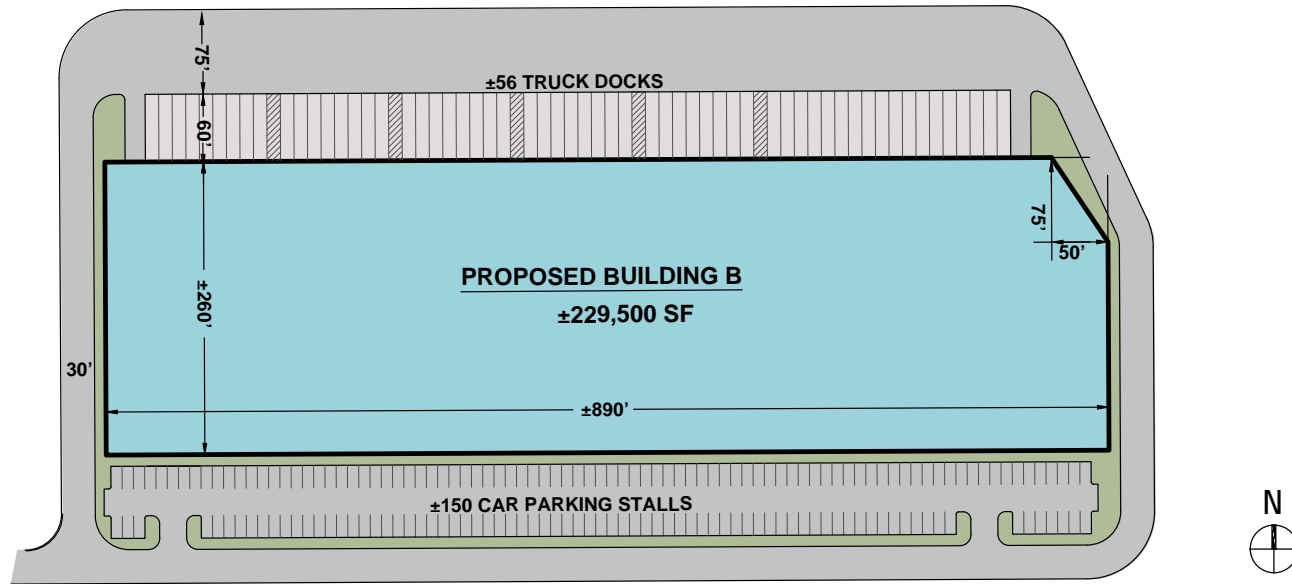 75’
±56 TRUCK DOCKS
60’
75’
50’
PROPOSED BUILDING B
±229,500 SF
±260’
30’
±890’
±150 CAR PARKING STALLS
N